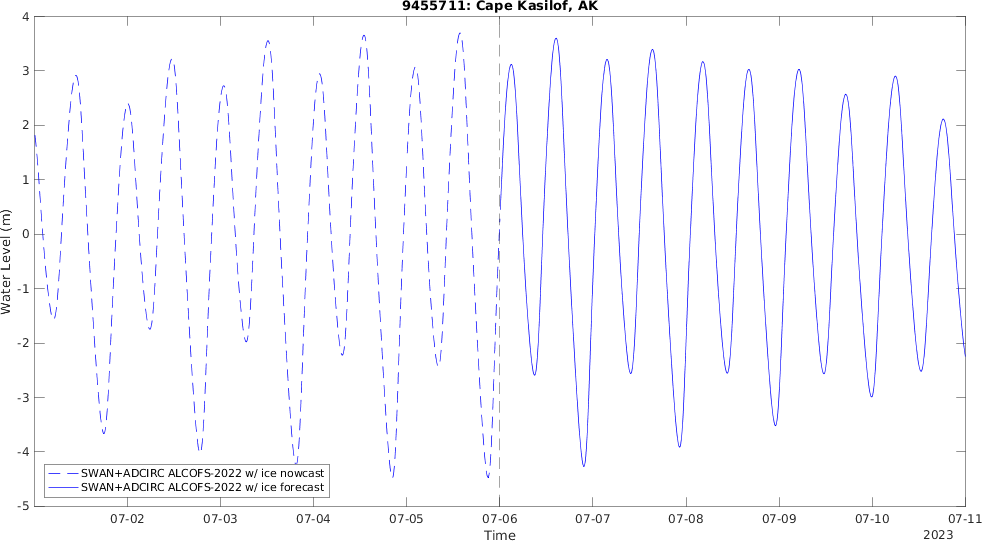 9455711: Cape Kasilof, AK
4
3
2
1
0
-1
-2
-3
-4
-5
Water Level (m)
SWAN+ADCIRC ALCOFS-2022 w/ ice nowcast
SWAN+ADCIRC ALCOFS-2022 w/ ice forecast
07-02 07-03 07-04 07-05 07-06 07-07 07-08 07-09 07-10 07-11
Time
2023